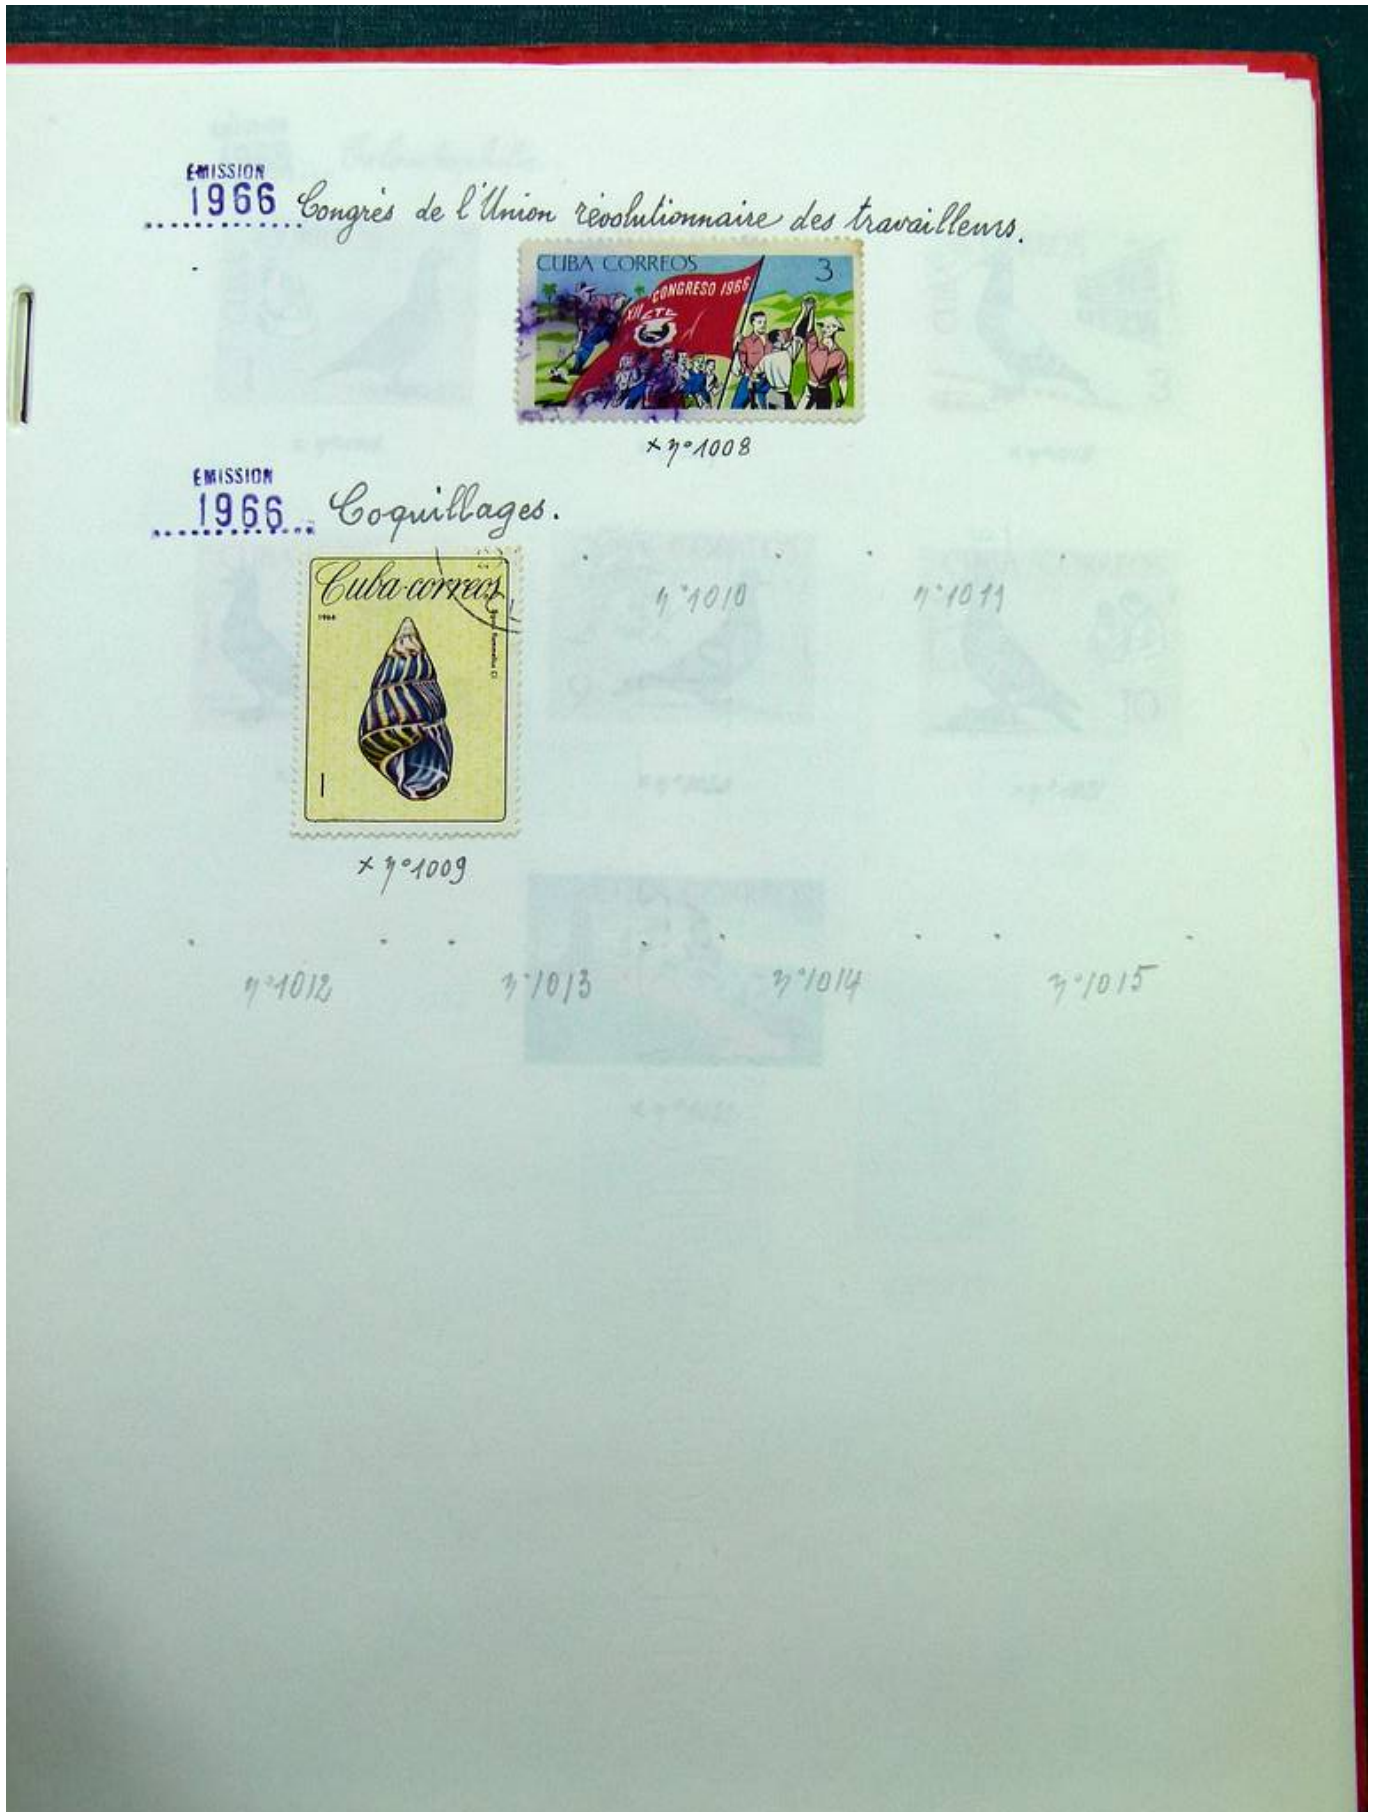 EMISSION
1966 Congrès de l'Union révolutionnaire des travailleurs.
CUBA CORREOS 3
XII CONGRESO 1966
CTC
x n°1008
EMISSION
1966 Coquillages.
Cuba·correos
1966
n°1010 n°1011
1
x n°1009
n°1012 n°1013 n°1014 n°1015